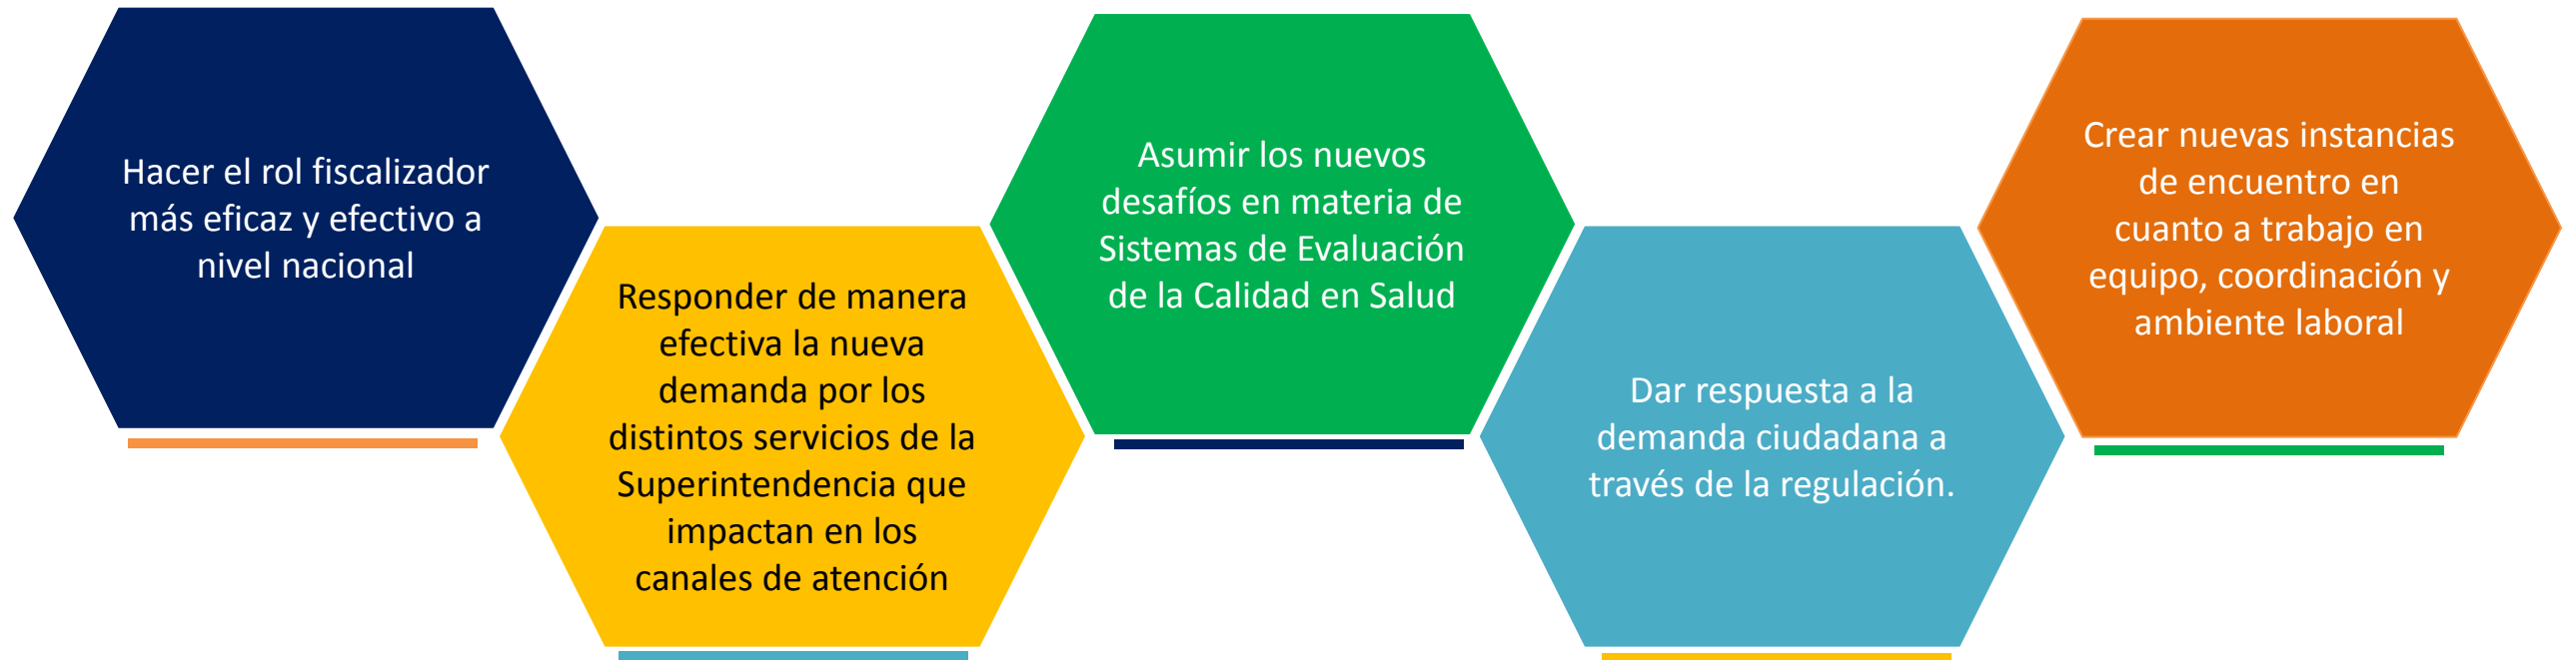 Hacer el rol fiscalizador
más eficaz y efectivo a
nivel nacional
Responder de manera
efectiva la nueva
demanda por los
distintos servicios de la
Superintendencia que
impactan en los
canales de atención
Asumir los nuevos
desafíos en materia de
Sistemas de Evaluación
de la Calidad en Salud
Dar respuesta a la
demanda ciudadana a
través de la regulación.
Crear nuevas instancias
de encuentro en
cuanto a trabajo en
equipo, coordinación y
ambiente laboral